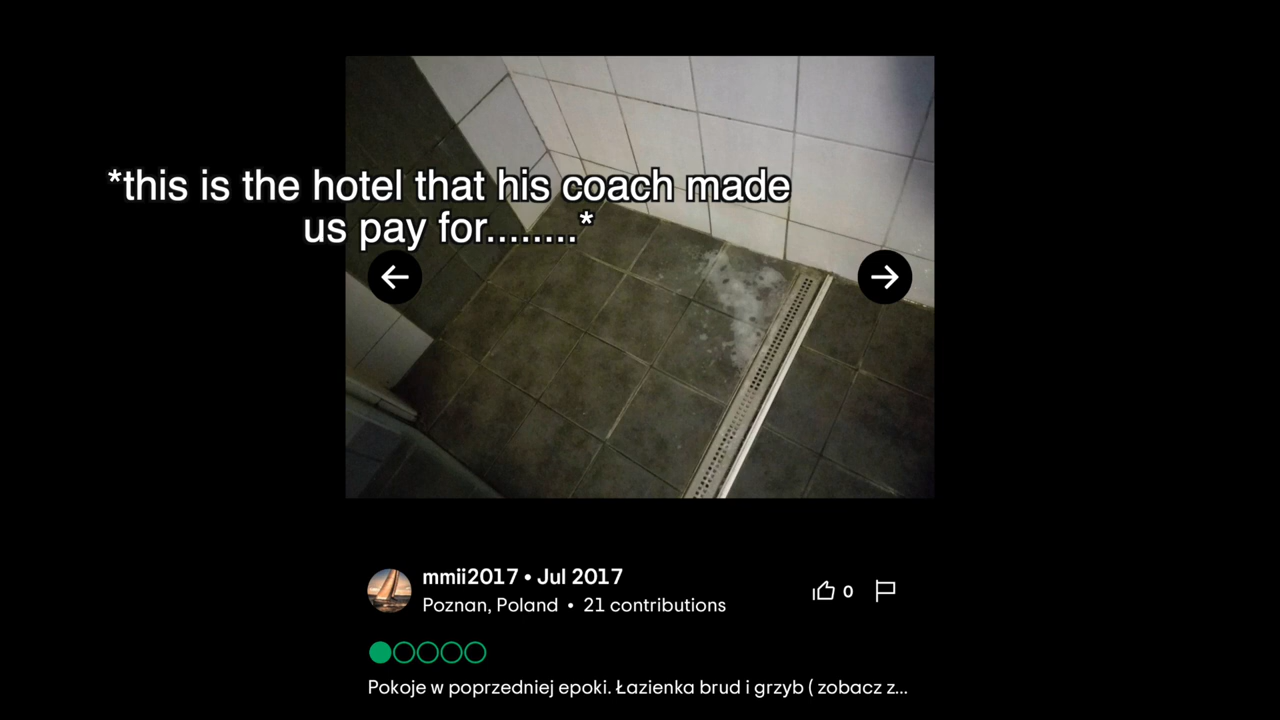 *this is the hotel that his coach made
us pay for........*
mmii2017 • Jul 2017
Poznan, Poland • 21 contributions
0
Pokoje w poprzedniej epoki. Łazienka brud i grzyb ( zobacz z...